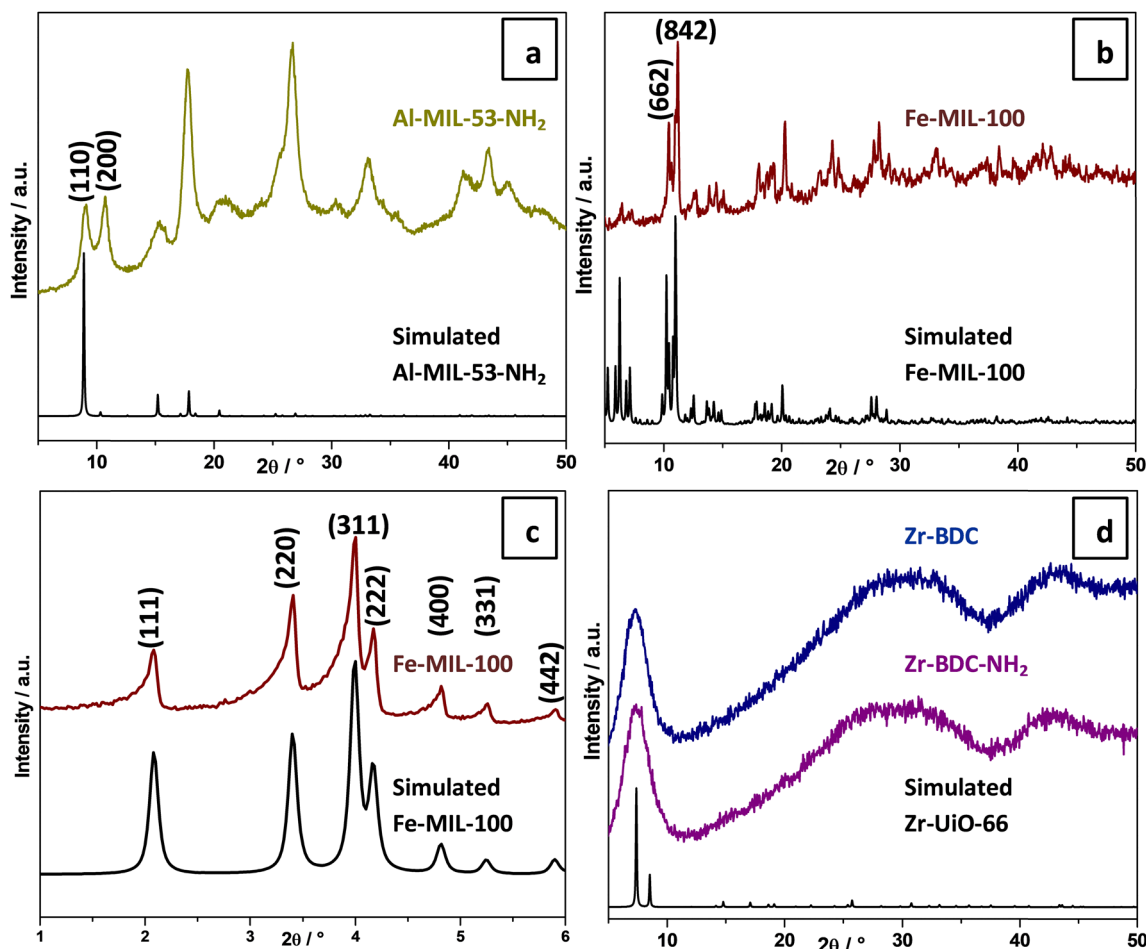 a
Al-MIL-53-NH₂
(110)
(200)
Simulated
Al-MIL-53-NH₂
Intensity / a.u.
10
20
30
40
50
2θ / °
b
(842)
(662)
Fe-MIL-100
Simulated
Fe-MIL-100
Intensity / a.u.
10
20
30
40
50
2θ / °
c
(111)
(220)
(311)
(222)
(400)
(331)
(442)
Fe-MIL-100
Simulated
Fe-MIL-100
Intensity / a.u.
1
2
3
4
5
6
2θ / °
d
Zr-BDC
Zr-BDC-NH₂
Simulated
Zr-UiO-66
Intensity / a.u.
10
20
30
40
50
2θ / °